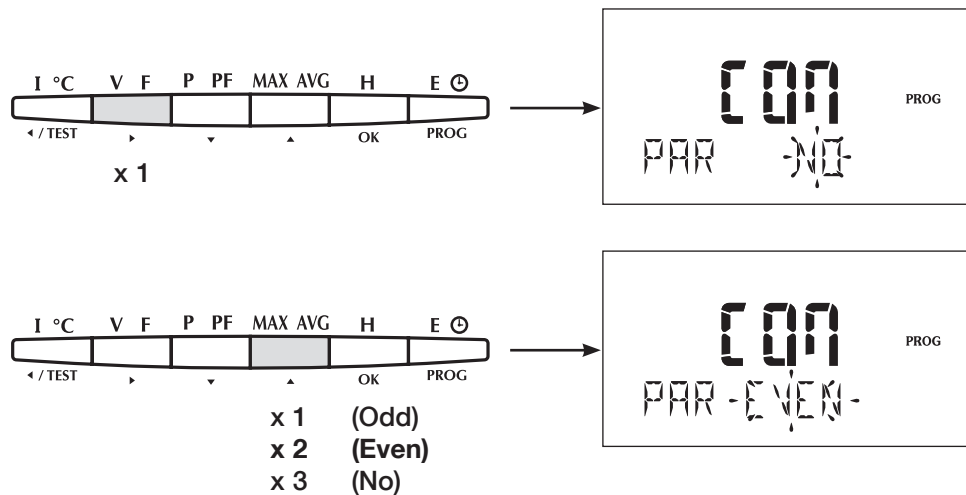 I °C V F P PF MAX AVG H E
◂ / TEST ▸ ▾ ▴ OK PROG
x 1
COM
PROG
PAR NO
I °C V F P PF MAX AVG H E
◂ / TEST ▸ ▾ ▴ OK PROG
x 1 (Odd)
x 2 (Even)
x 3 (No)
COM
PROG
PAR EVEN